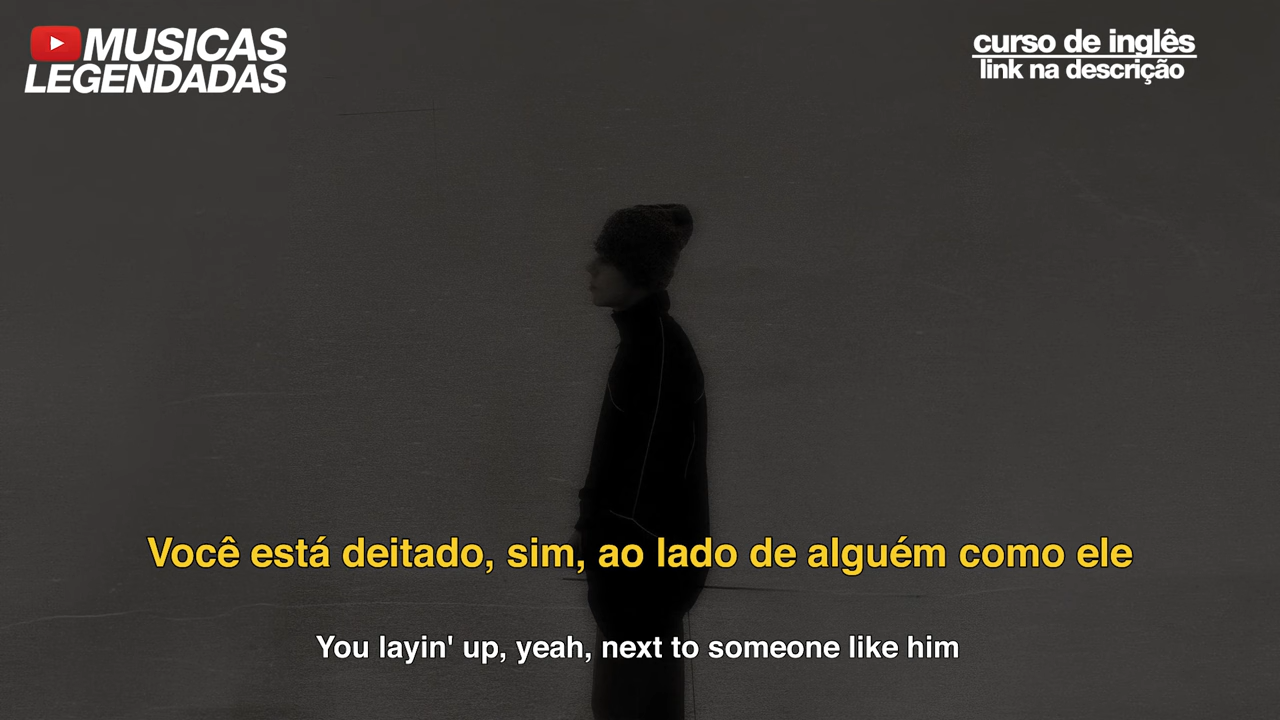 MUSICAS
LEGENDADAS
curso de inglês
link na descrição
Você está deitado, sim, ao lado de alguém como ele
You layin' up, yeah, next to someone like him